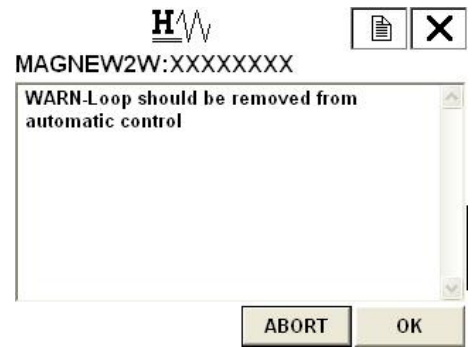 H
MAGNEW2W:XXXXXXXX
WARN-Loop should be removed from
automatic control
ABORT OK